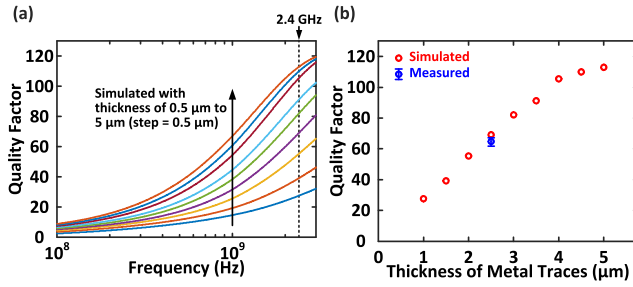 (a)
2.4 GHz
120
100
80
60
40
20
0
Quality Factor
Simulated with
thickness of 0.5 μm to
5 μm (step = 0.5 μm)
10^8
10^9
Frequency (Hz)
(b)
120
100
80
60
40
20
0
Quality Factor
Simulated
Measured
0
1
2
3
4
5
Thickness of Metal Traces (μm)